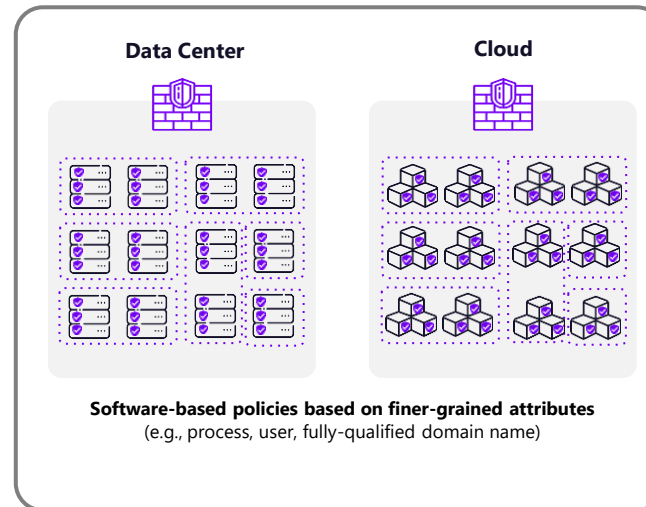 Data Center
Cloud
Software-based policies based on finer-grained attributes
(e.g., process, user, fully-qualified domain name)